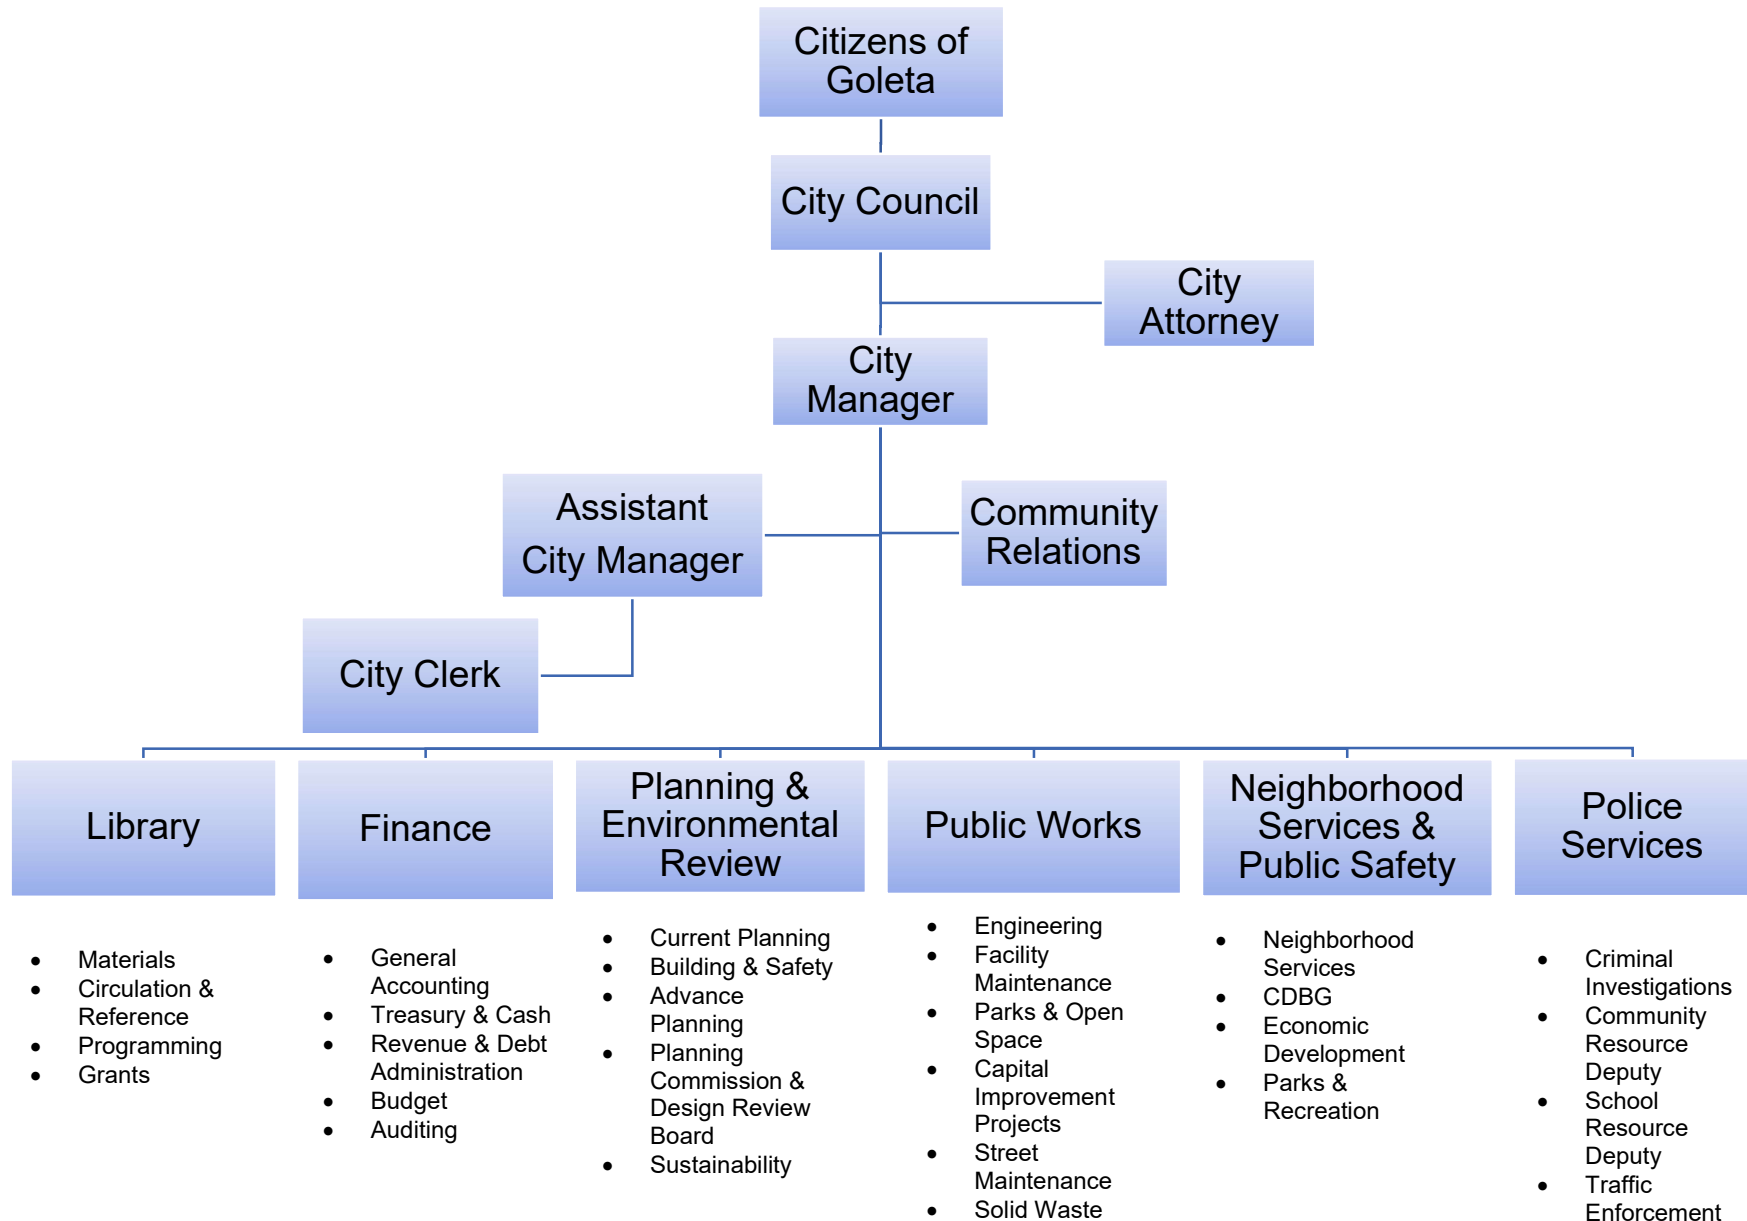 Citizens of
Goleta
City Council
City
Attorney
City
Manager
Assistant
City Manager
Community
Relations
City Clerk
Library
Finance
Planning &
Environmental
Review
Public Works
Neighborhood
Services &
Public Safety
Police
Services
• Materials
• Circulation &
Reference
• Programming
• Grants
• General
Accounting
• Treasury & Cash
• Revenue & Debt
Administration
• Budget
• Auditing
• Current Planning
• Building & Safety
• Advance
Planning
• Planning
Commission &
Design Review
Board
• Sustainability
• Engineering
• Facility
Maintenance
• Parks & Open
Space
• Capital
Improvement
Projects
• Street
Maintenance
• Solid Waste
• Neighborhood
Services
• CDBG
• Economic
Development
• Parks &
Recreation
• Criminal
Investigations
• Community
Resource
Deputy
• School
Resource
Deputy
• Traffic
Enforcement